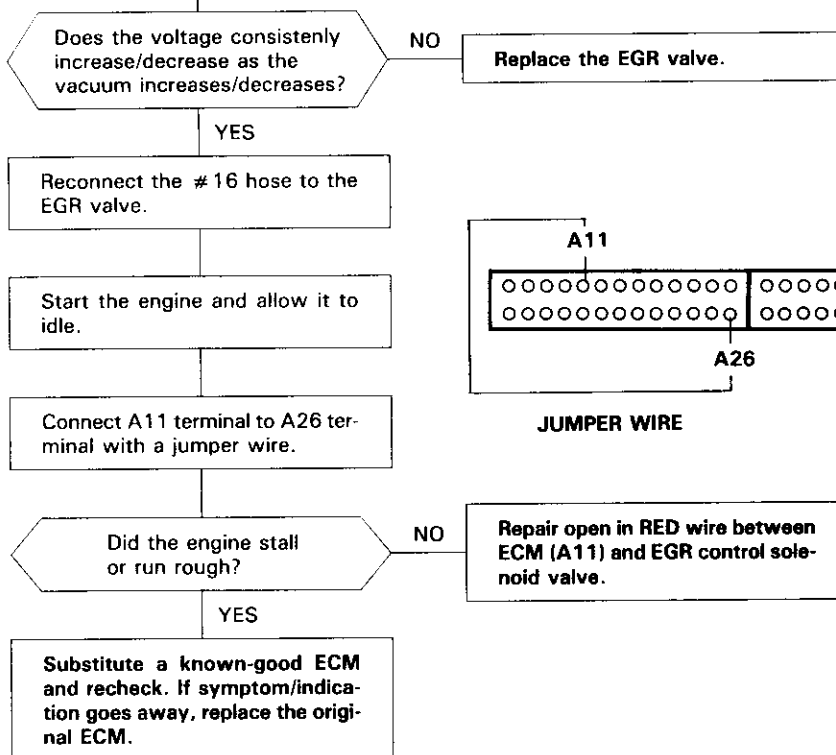 Does the voltage consistenly
increase/decrease as the
vacuum increases/decreases?
NO
Replace the EGR valve.
YES
Reconnect the #16 hose to the
EGR valve.
A11
Start the engine and allow it to
idle.
A26
Connect A11 terminal to A26 ter-
minal with a jumper wire.
JUMPER WIRE
Did the engine stall
or run rough?
NO
Repair open in RED wire between
ECM (A11) and EGR control sole-
noid valve.
YES
Substitute a known-good ECM
and recheck. If symptom/indica-
tion goes away, replace the origi-
nal ECM.